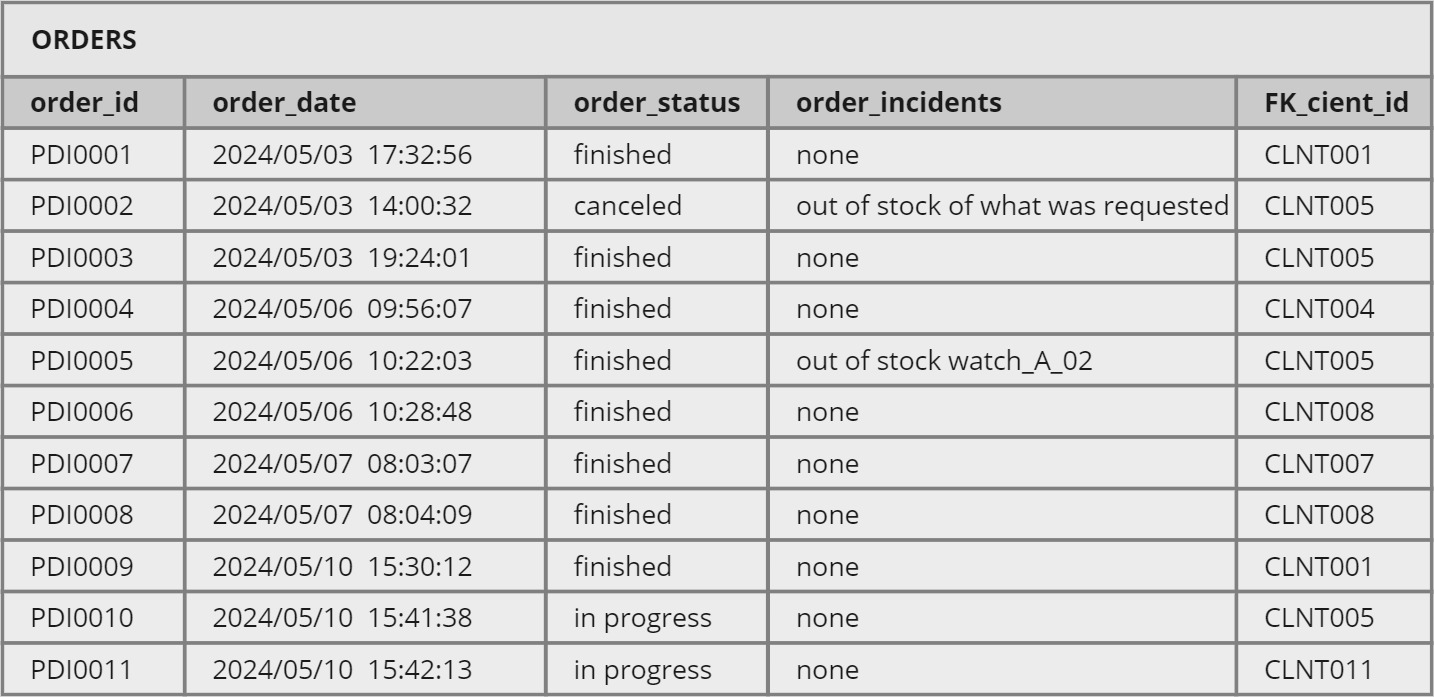 ORDERS
order_id order_date order_status order_incidents FK_cient_id
PDI0001 2024/05/03 17:32:56 finished none CLNT001
PDI0002 2024/05/03 14:00:32 canceled out of stock of what was requested CLNT005
PDI0003 2024/05/03 19:24:01 finished none CLNT005
PDI0004 2024/05/06 09:56:07 finished none CLNT004
PDI0005 2024/05/06 10:22:03 finished out of stock watch_A_02 CLNT005
PDI0006 2024/05/06 10:28:48 finished none CLNT008
PDI0007 2024/05/07 08:03:07 finished none CLNT007
PDI0008 2024/05/07 08:04:09 finished none CLNT008
PDI0009 2024/05/10 15:30:12 finished none CLNT001
PDI0010 2024/05/10 15:41:38 in progress none CLNT005
PDI0011 2024/05/10 15:42:13 in progress none CLNT011